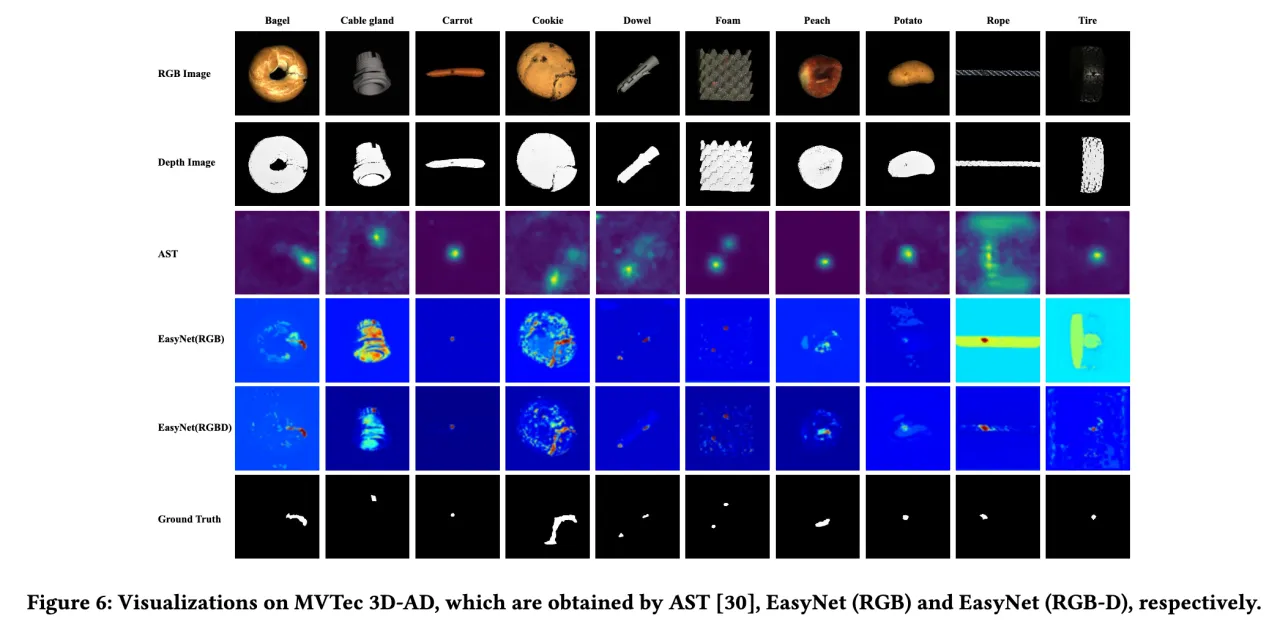 Bagel Cable gland Carrot Cookie Dowel Foam Peach Potato Rope Tire
RGB Image
Depth Image
AST
EasyNet(RGB)
EasyNet(RGBD)
Ground Truth
Figure 6: Visualizations on MVTec 3D-AD, which are obtained by AST [30], EasyNet (RGB) and EasyNet (RGB-D), respectively.